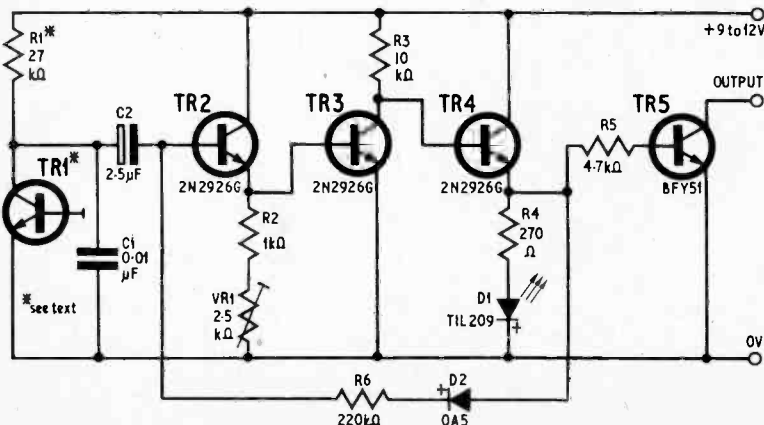 R1*
27
kΩ
TR1*
*see text
C2
2·5µF
C1
0·01
µF
TR2
2N2926G
R2
1kΩ
VR1
2·5
kΩ
TR3
2N2926G
R3
10
kΩ
TR4
2N2926G
R4
270
Ω
D1
TIL209
+
R5
4·7kΩ
TR5
BFY51
+9 to 12V
OUTPUT
0V
R6
220kΩ
+
D2
OA5